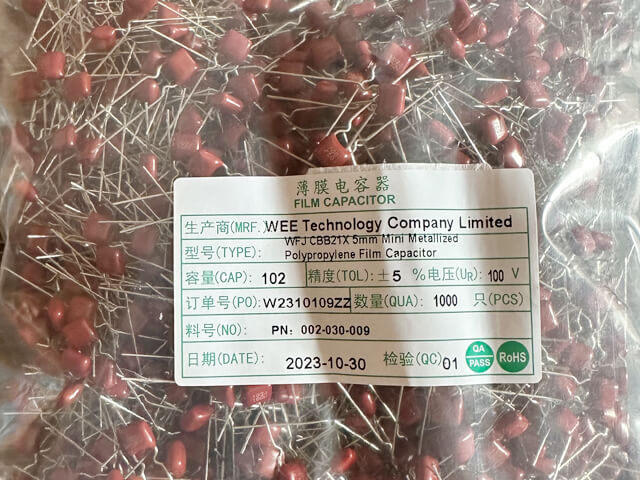 薄膜电容器
FILM CAPACITOR
生产商(MRF.) WEE Technology Company Limited
型号(TYPE): WFJ CBB21X 5mm Mini Metallized
Polypropylene Film Capacitor
容量(CAP): 102 精度(TOL): ±5 % 电压(UR): 100 V
订单号(PO): W2310109ZZ 数量(QUA): 1000 只(PCS)
料号(NO): PN: 002-030-009
日期(DATE): 2023-10-30 检验(QC) 01 QA PASS RoHS